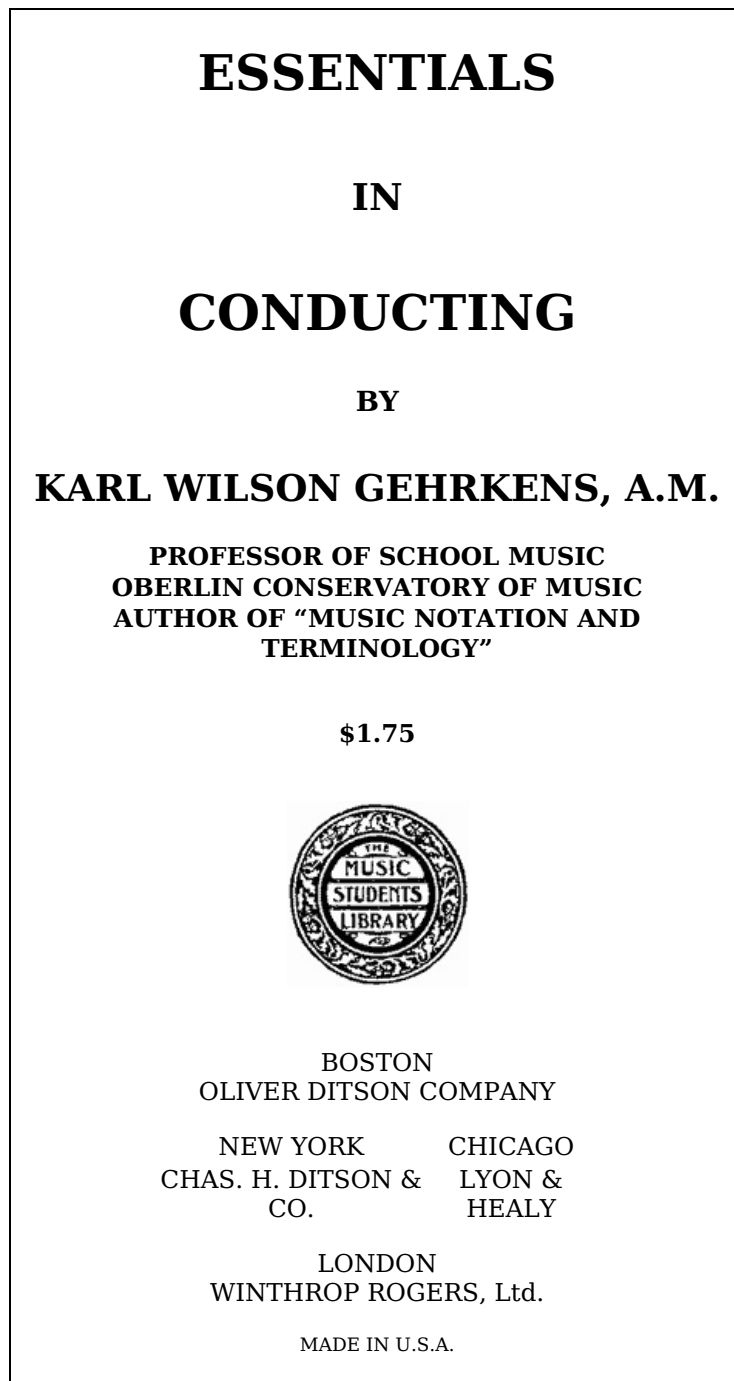 ESSENTIALS
IN
CONDUCTING
BY
KARL WILSON GEHRKENS, A.M.
PROFESSOR OF SCHOOL MUSIC
OBERLIN CONSERVATORY OF MUSIC
AUTHOR OF “MUSIC NOTATION AND
TERMINOLOGY”
$1.75
THE
MUSIC
STUDENTS
LIBRARY
BOSTON
OLIVER DITSON COMPANY
NEW YORK
CHAS. H. DITSON &
CO.
CHICAGO
LYON &
HEALY
LONDON
WINTHROP ROGERS, Ltd.
MADE IN U.S.A.